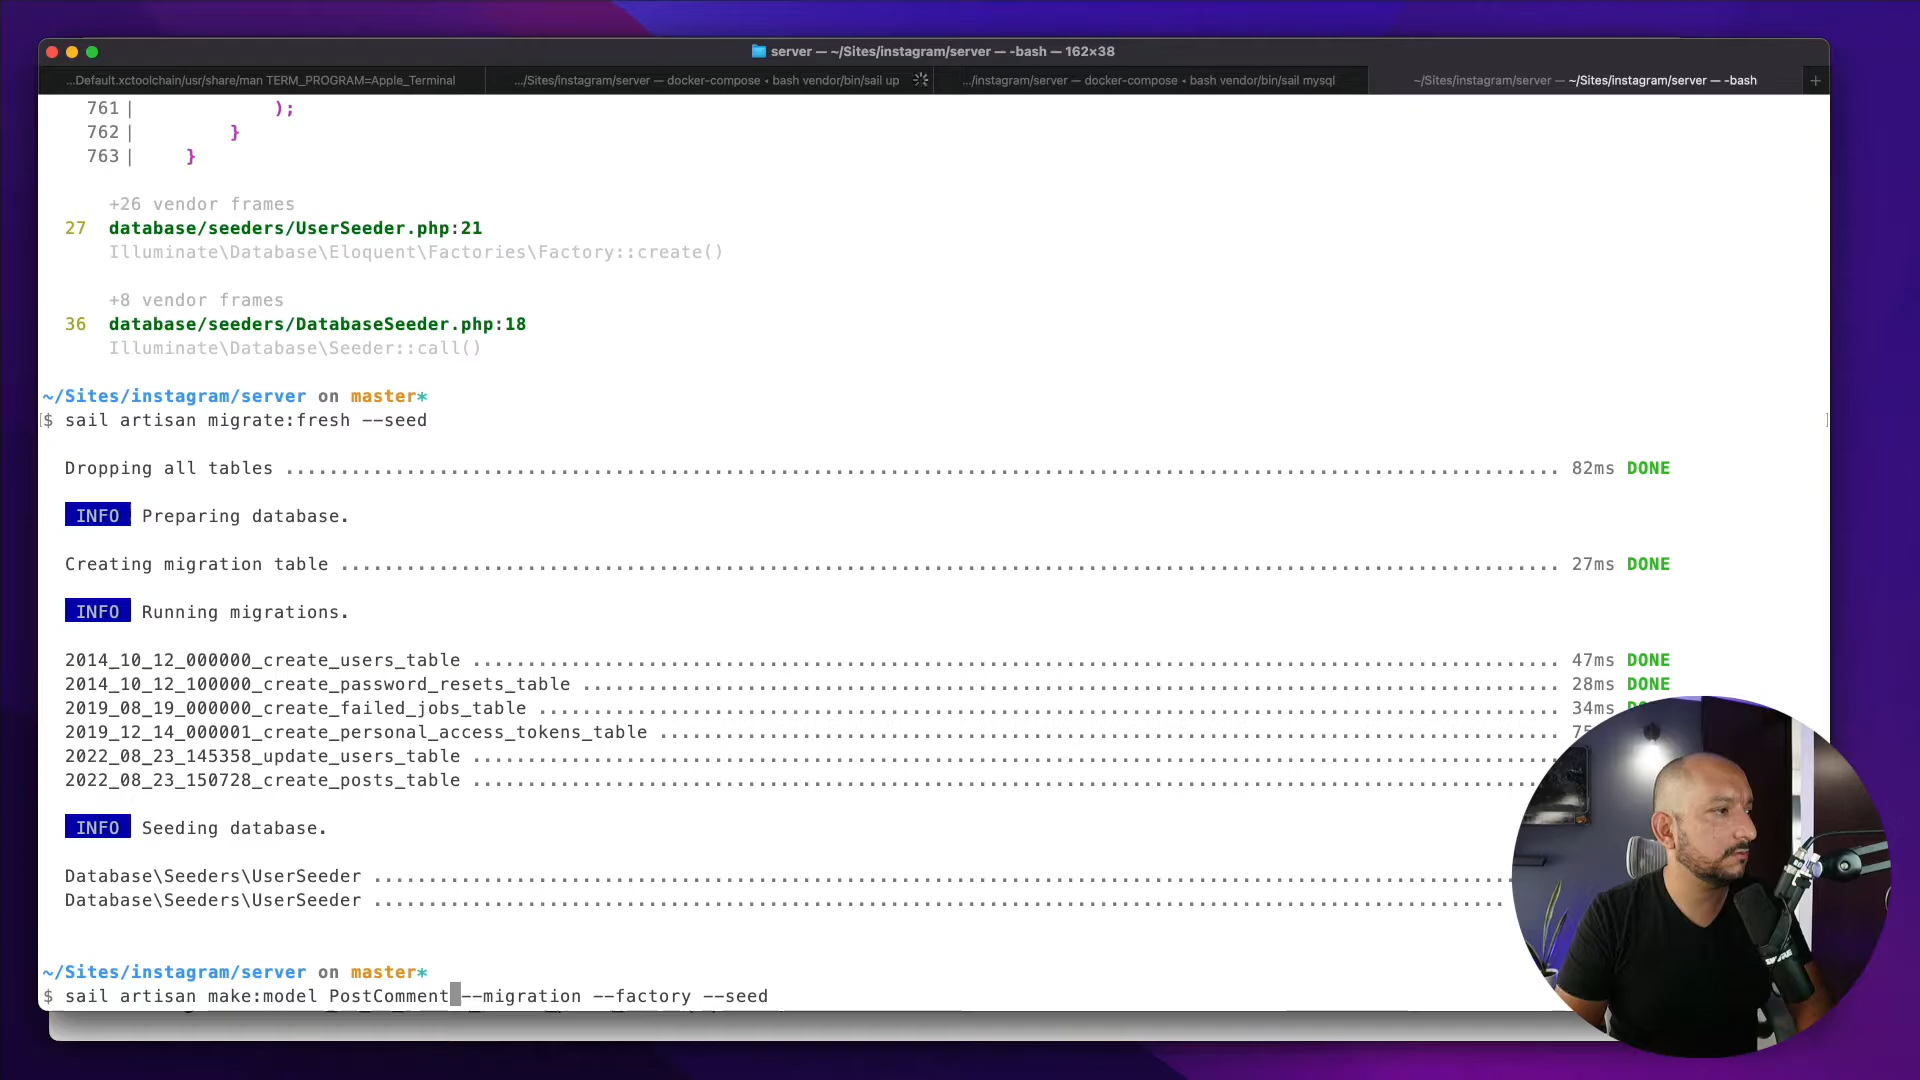 server — ~/Sites/instagram/server — -bash — 162×38
...Default.xctoolchain/usr/share/man TERM_PROGRAM=Apple_Terminal
.../Sites/instagram/server — docker-compose ◂ bash vendor/bin/sail up
.../instagram/server — docker-compose ◂ bash vendor/bin/sail mysql
~/Sites/instagram/server — ~/Sites/instagram/server — -bash
+
761| );
762| }
763| }
+26 vendor frames
27 database/seeders/UserSeeder.php:21
Illuminate\Database\Eloquent\Factories\Factory::create()
+8 vendor frames
36 database/seeders/DatabaseSeeder.php:18
Illuminate\Database\Seeder::call()
~/Sites/instagram/server on master*
[$ sail artisan migrate:fresh --seed ]
Dropping all tables ........................................................................................................ 82ms DONE
INFO Preparing database.
Creating migration table ................................................................................................... 27ms DONE
INFO Running migrations.
2014_10_12_000000_create_users_table ....................................................................................... 47ms DONE
2014_10_12_100000_create_password_resets_table ............................................................................. 28ms DONE
2019_08_19_000000_create_failed_jobs_table ................................................................................. 34ms
2019_12_14_000001_create_personal_access_tokens_table ......................................................................
2022_08_23_145358_update_users_table .......................................................................................
2022_08_23_150728_create_posts_table .......................................................................................
INFO Seeding database.
Database\Seeders\UserSeeder ................................................................................................
Database\Seeders\UserSeeder ................................................................................................
~/Sites/instagram/server on master*
$ sail artisan make:model PostComment --migration --factory --seed